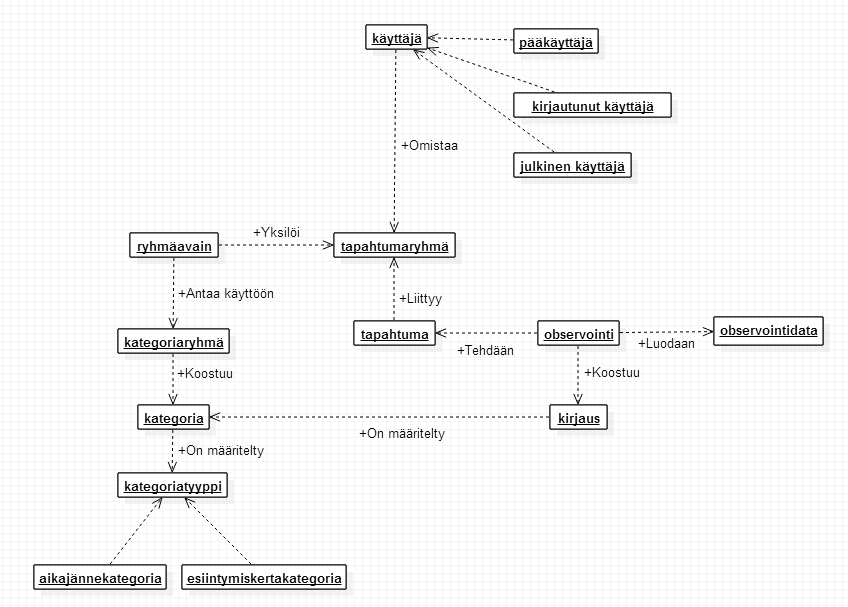 käyttäjä
pääkäyttäjä
kirjautunut käyttäjä
+Omistaa
julkinen käyttäjä
+Yksilöi
ryhmäavain
tapahtumaryhmä
+Antaa käyttöön
+Liittyy
kategoriaryhmä
tapahtuma
observointi
observointidata
+Tehdään
+Luodaan
+Koostuu
+Koostuu
kategoria
kirjaus
+On määritelty
+On määritelty
kategoriatyyppi
aikajännekategoria
esiintymiskertakategoria